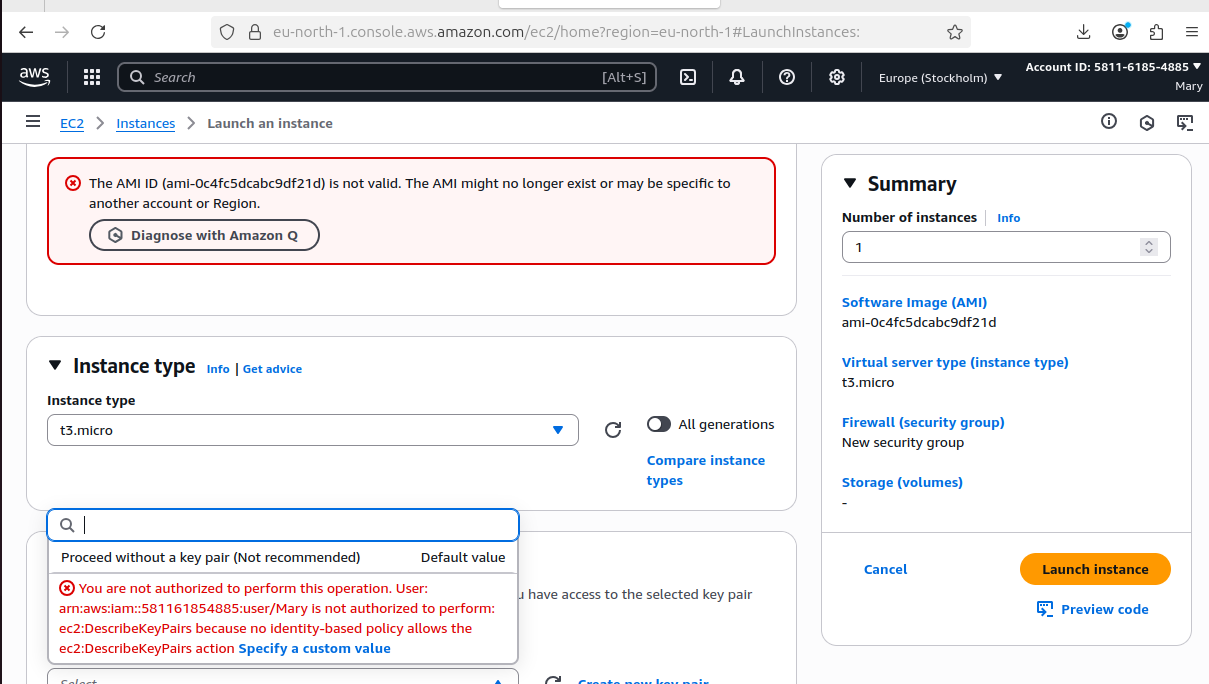 eu-north-1.console.aws.amazon.com/ec2/home?region=eu-north-1#LaunchInstances:
aws
Search [Alt+S]
Europe (Stockholm)
Account ID: 5811-6185-4885
Mary
EC2 Instances Launch an instance
The AMI ID (ami-0c4fc5dcabc9df21d) is not valid. The AMI might no longer exist or may be specific to
another account or Region.
Diagnose with Amazon Q
Instance type Info | Get advice
Instance type
t3.micro
All generations
Compare instance
types
Proceed without a key pair (Not recommended) Default value
You are not authorized to perform this operation. User:
arn:aws:iam::581161854885:user/Mary is not authorized to perform:
ec2:DescribeKeyPairs because no identity-based policy allows the
ec2:DescribeKeyPairs action Specify a custom value
u have access to the selected key pair
Select
Create new key pair
Summary
Number of instances Info
1
Software Image (AMI)
ami-0c4fc5dcabc9df21d
Virtual server type (instance type)
t3.micro
Firewall (security group)
New security group
Storage (volumes)
-
Cancel
Launch instance
Preview code